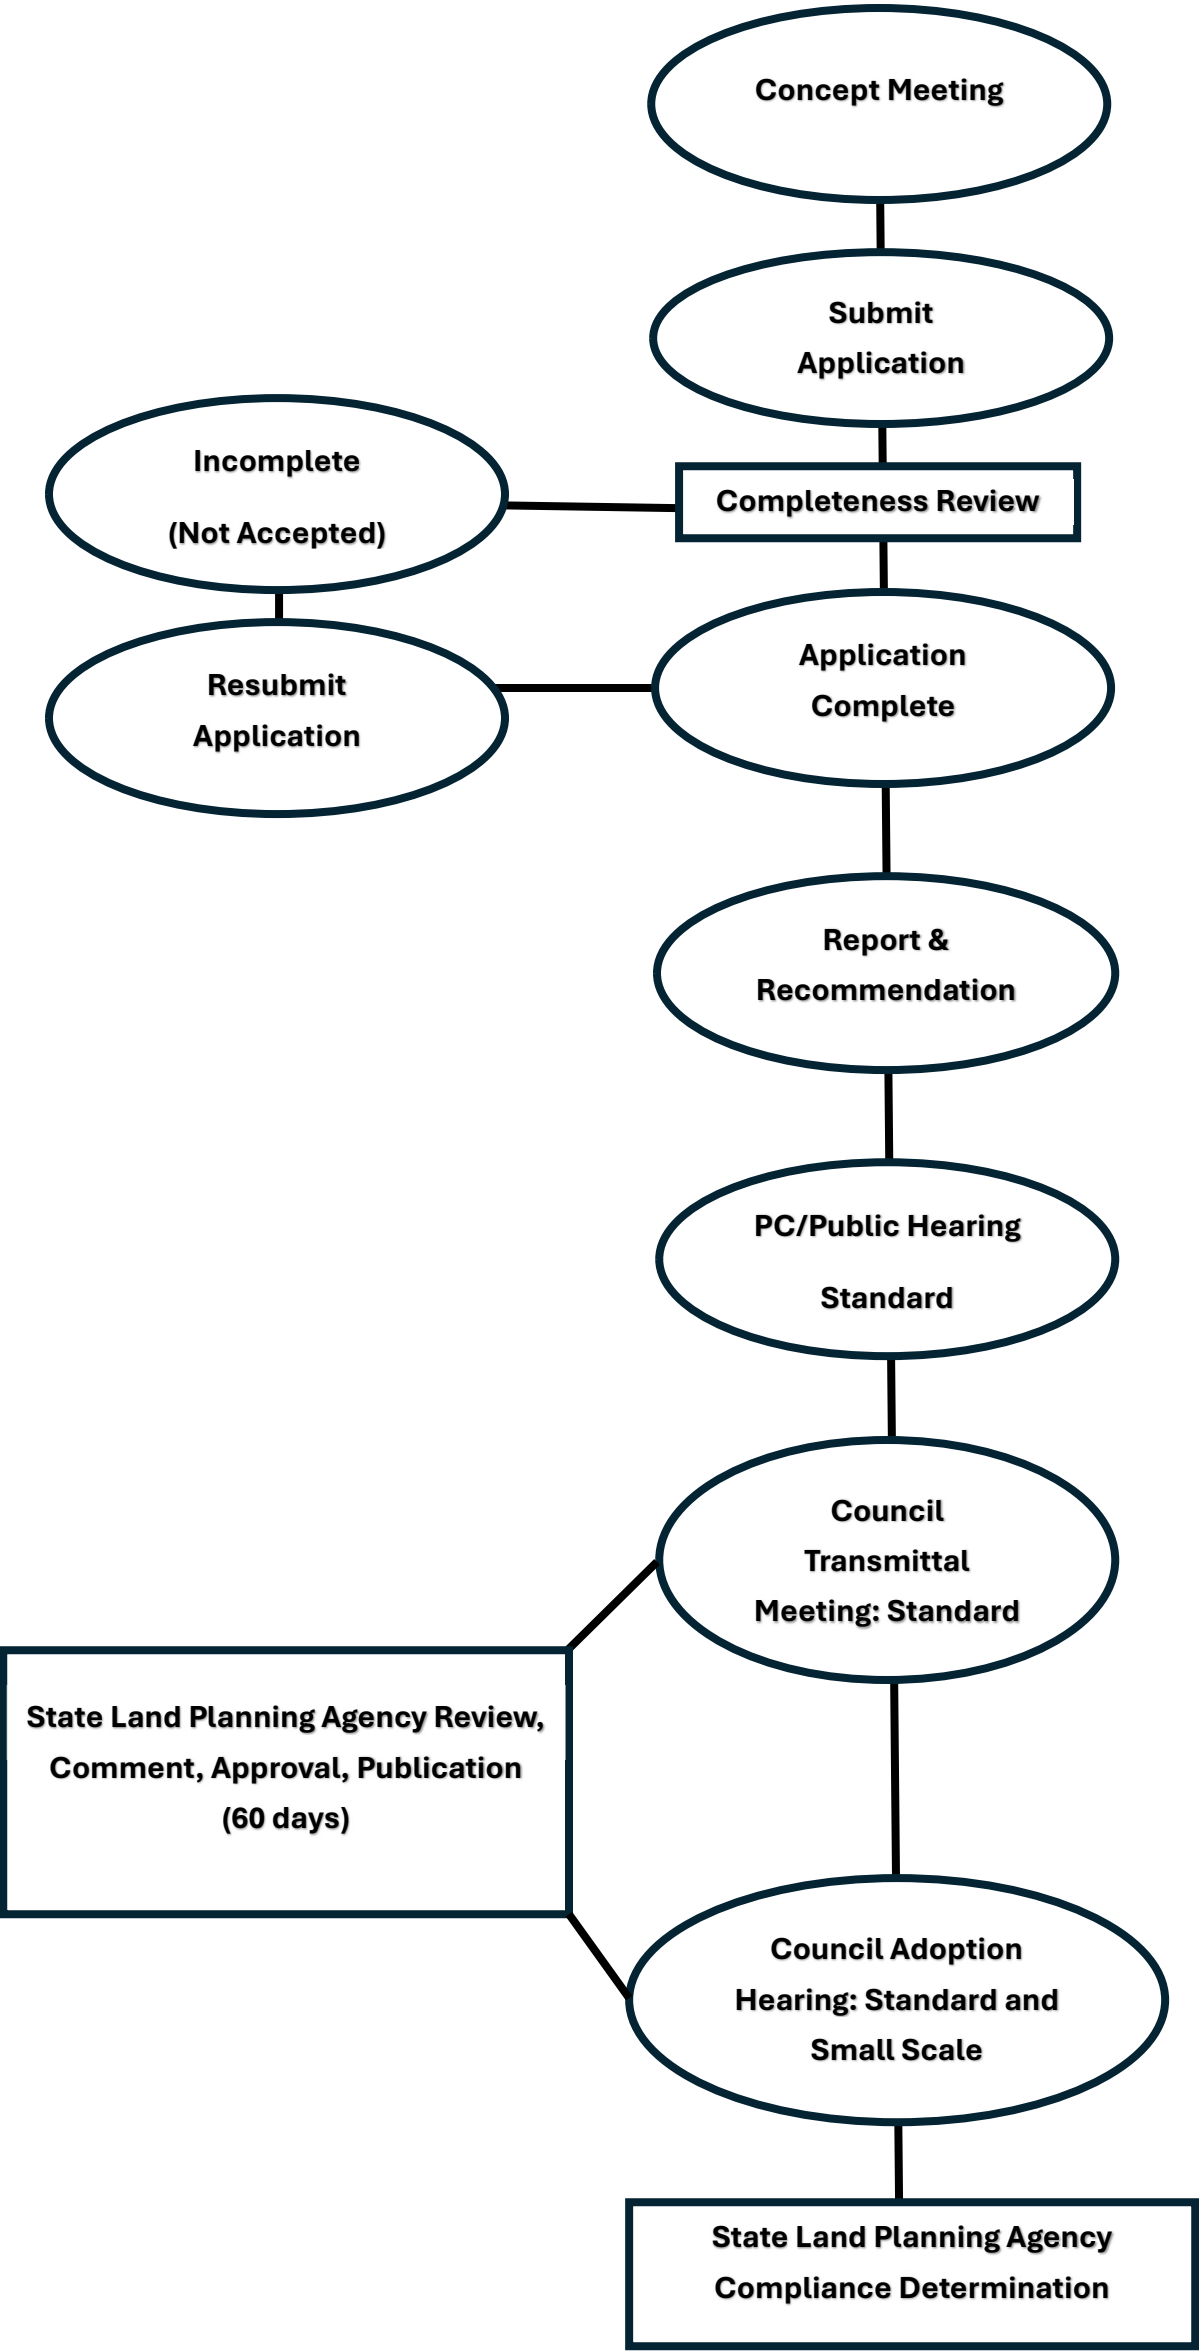 Concept Meeting
Submit
Application
Incomplete
(Not Accepted)
Completeness Review
Resubmit
Application
Application
Complete
Report &
Recommendation
PC/Public Hearing
Standard
Council
Transmittal
Meeting: Standard
State Land Planning Agency Review,
Comment, Approval, Publication
(60 days)
Council Adoption
Hearing: Standard and
Small Scale
State Land Planning Agency
Compliance Determination